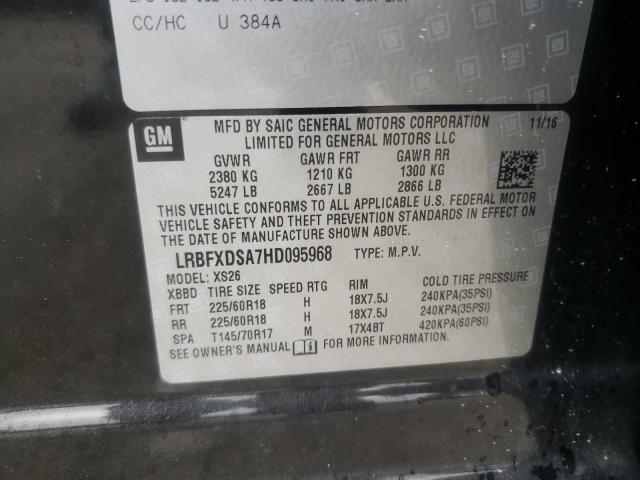 CC/HC U 384A
GM
MFD BY SAIC GENERAL MOTORS CORPORATION 11/16
LIMITED FOR GENERAL MOTORS LLC
GVWR GAWR FRT GAWR RR
2380 KG 1210 KG 1300 KG
5247 LB 2667 LB 2866 LB
THIS VEHICLE CONFORMS TO ALL APPLICABLE U.S. FEDERAL MOTOR
VEHICLE SAFETY AND THEFT PREVENTION STANDARDS IN EFFECT ON
THE DATE OF MANUFACTURE SHOWN ABOVE.
LRBFXDSA7HD095968 TYPE: M.P.V.
MODEL: XS26
XBBD TIRE SIZE SPEED RTG RIM COLD TIRE PRESSURE
FRT 225/60R18 H 18X7.5J 240KPA(35PSI)
RR 225/60R18 H 18X7.5J 240KPA(35PSI)
SPA T145/70R17 M 17X4BT 420KPA(60PSI)
SEE OWNER'S MANUAL FOR MORE INFORMATION.